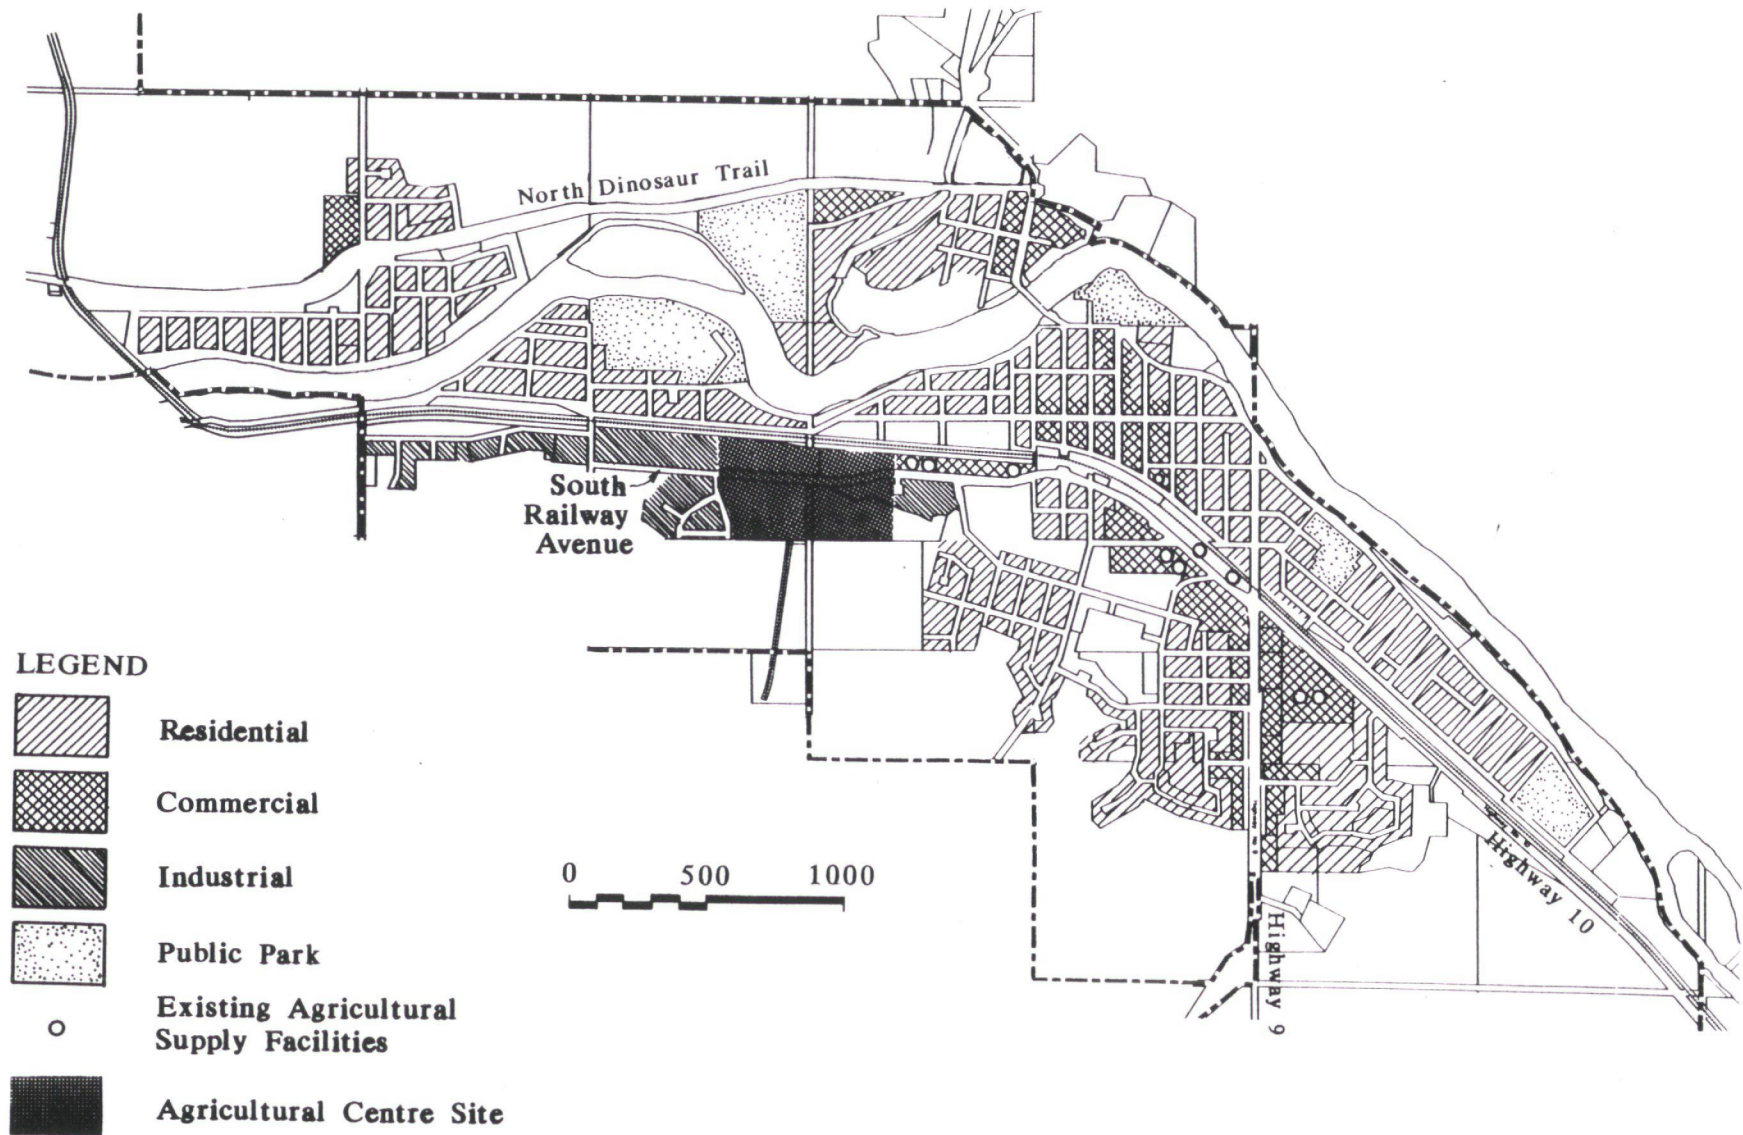 North Dinosaur Trail
South
Railway
Avenue
LEGEND
Residential
Commercial
Industrial
Public Park
Existing Agricultural
Supply Facilities
Agricultural Centre Site
0 500 1000
Highway 10
Highway 9